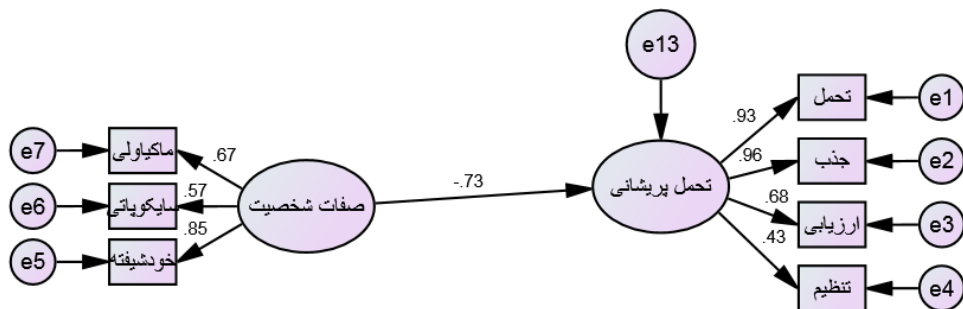 e13
e7
ماکیاولی
.67
e6
سایکوپاتی
.57
e5
خودشیفته
.85
صفات شخصیت
-.73
تحمل پریشانی
.93
تحمل
e1
.96
جذب
e2
.68
ارزیابی
e3
.43
تنظیم
e4